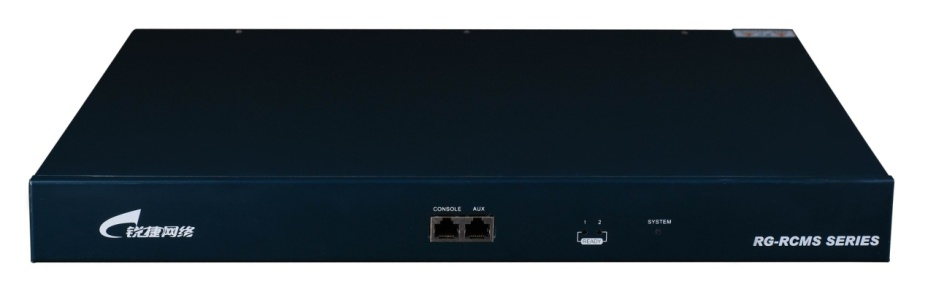 锐捷网络
CONSOLE AUX
1 2
READY
SYSTEM
RG-RCMS SERIES